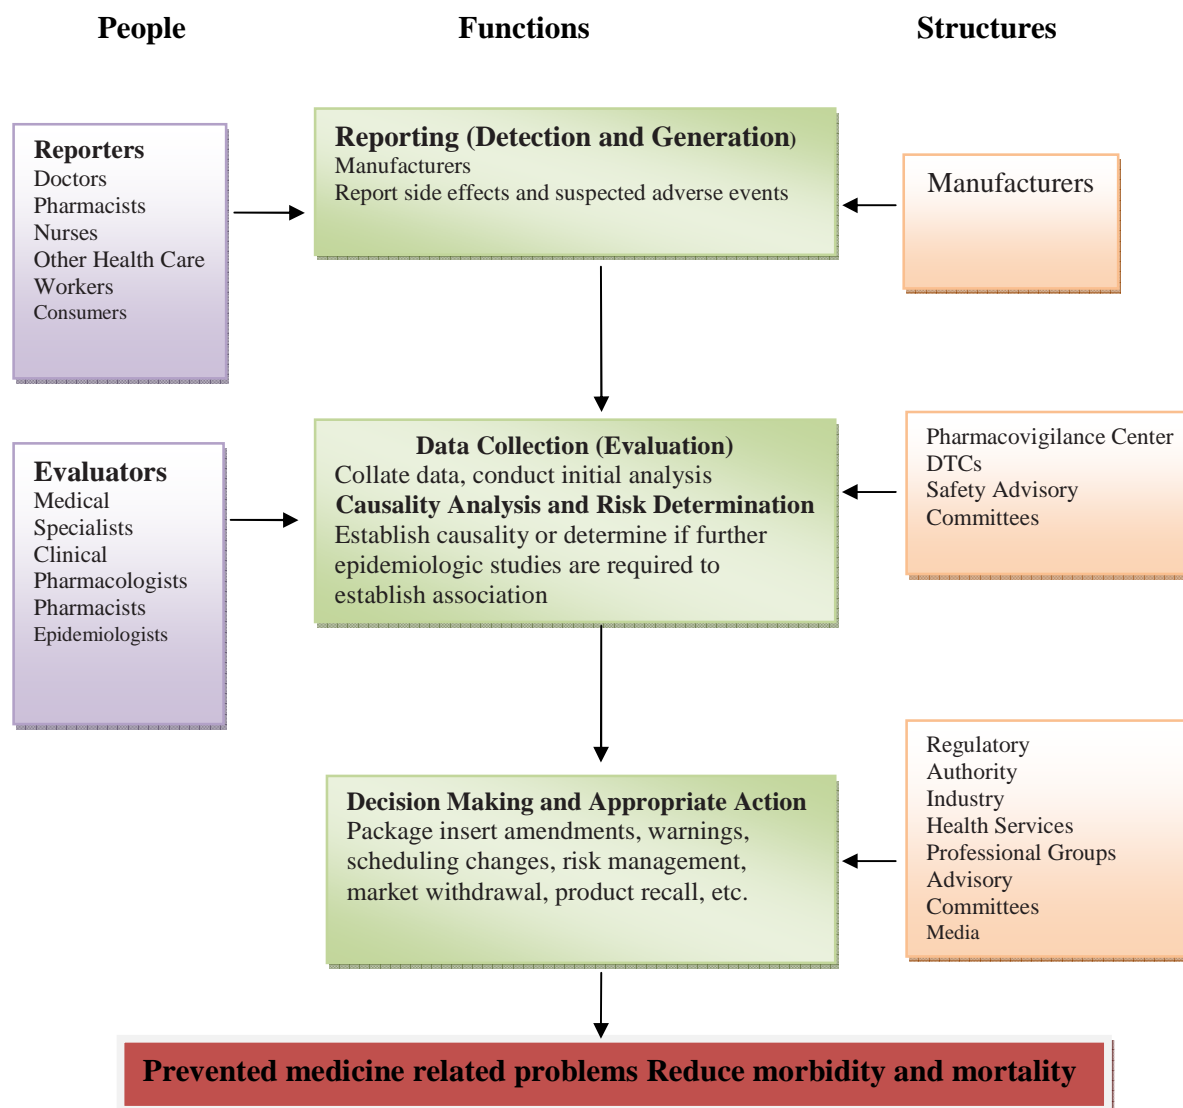 People Functions Structures
Reporting (Detection and Generation)
Manufacturers
Report side effects and suspected adverse events
Reporters
Doctors
Pharmacists
Nurses
Other Health Care
Workers
Consumers
Manufacturers
Data Collection (Evaluation)
Collate data, conduct initial analysis
Causality Analysis and Risk Determination
Establish causality or determine if further
epidemiologic studies are required to
establish association
Evaluators
Medical
Specialists
Clinical
Pharmacologists
Pharmacists
Epidemiologists
Pharmacovigilance Center
DTCs
Safety Advisory
Committees
Decision Making and Appropriate Action
Package insert amendments, warnings,
scheduling changes, risk management,
market withdrawal, product recall, etc.
Regulatory
Authority
Industry
Health Services
Professional Groups
Advisory
Committees
Media
Prevented medicine related problems Reduce morbidity and mortality